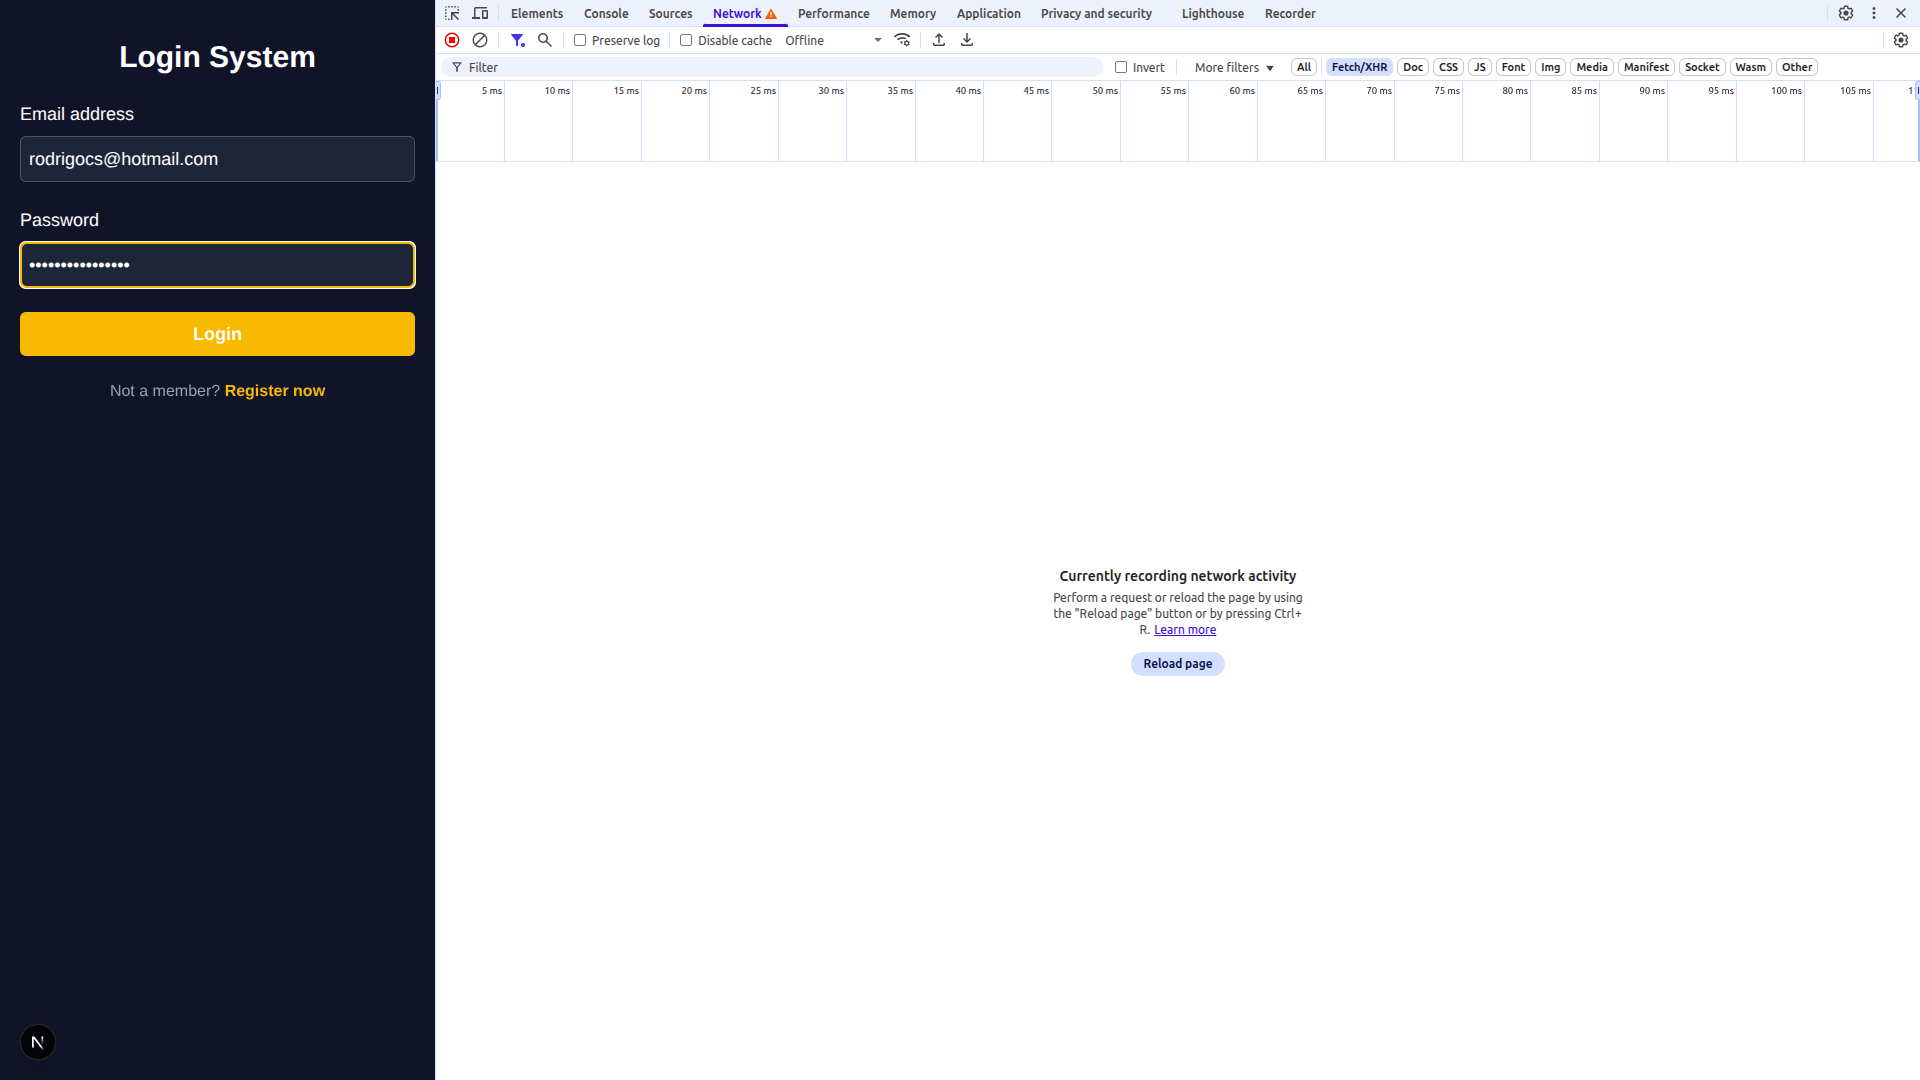 Login System
Email address
rodrigocs@hotmail.com
Password
••••••••••••••••
Login
Not a member? Register now
N
Elements Console Sources Network Performance Memory Application Privacy and security Lighthouse Recorder
Preserve log Disable cache Offline
Filter Invert More filters All Fetch/XHR Doc CSS JS Font Img Media Manifest Socket Wasm Other
5 ms 10 ms 15 ms 20 ms 25 ms 30 ms 35 ms 40 ms 45 ms 50 ms 55 ms 60 ms 65 ms 70 ms 75 ms 80 ms 85 ms 90 ms 95 ms 100 ms 105 ms
Currently recording network activity
Perform a request or reload the page by using
the "Reload page" button or by pressing Ctrl+
R. Learn more
Reload page